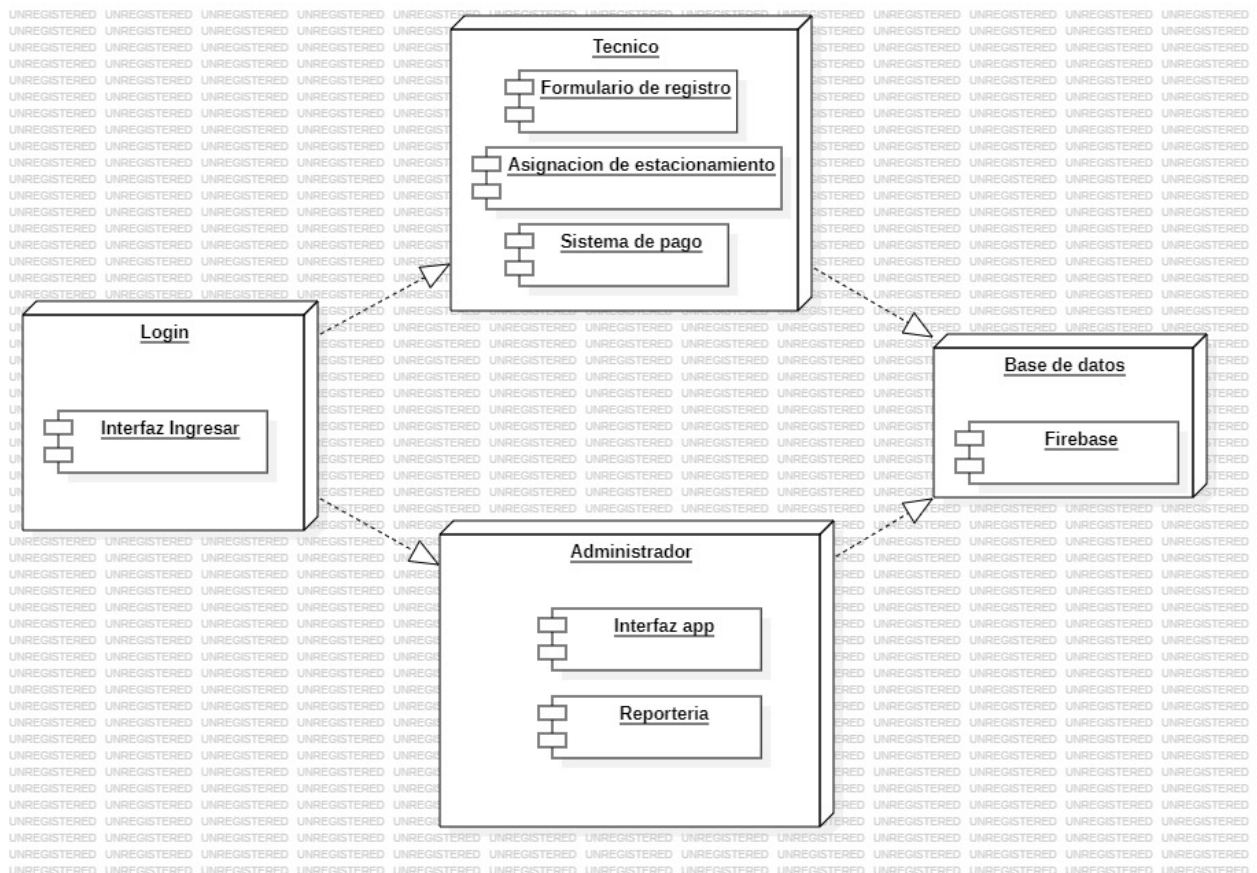 Tecnico
Formulario de registro
Asignacion de estacionamiento
Sistema de pago
Login
Interfaz Ingresar
Base de datos
Firebase
Administrador
Interfaz app
Reporteria
UNREGISTERED